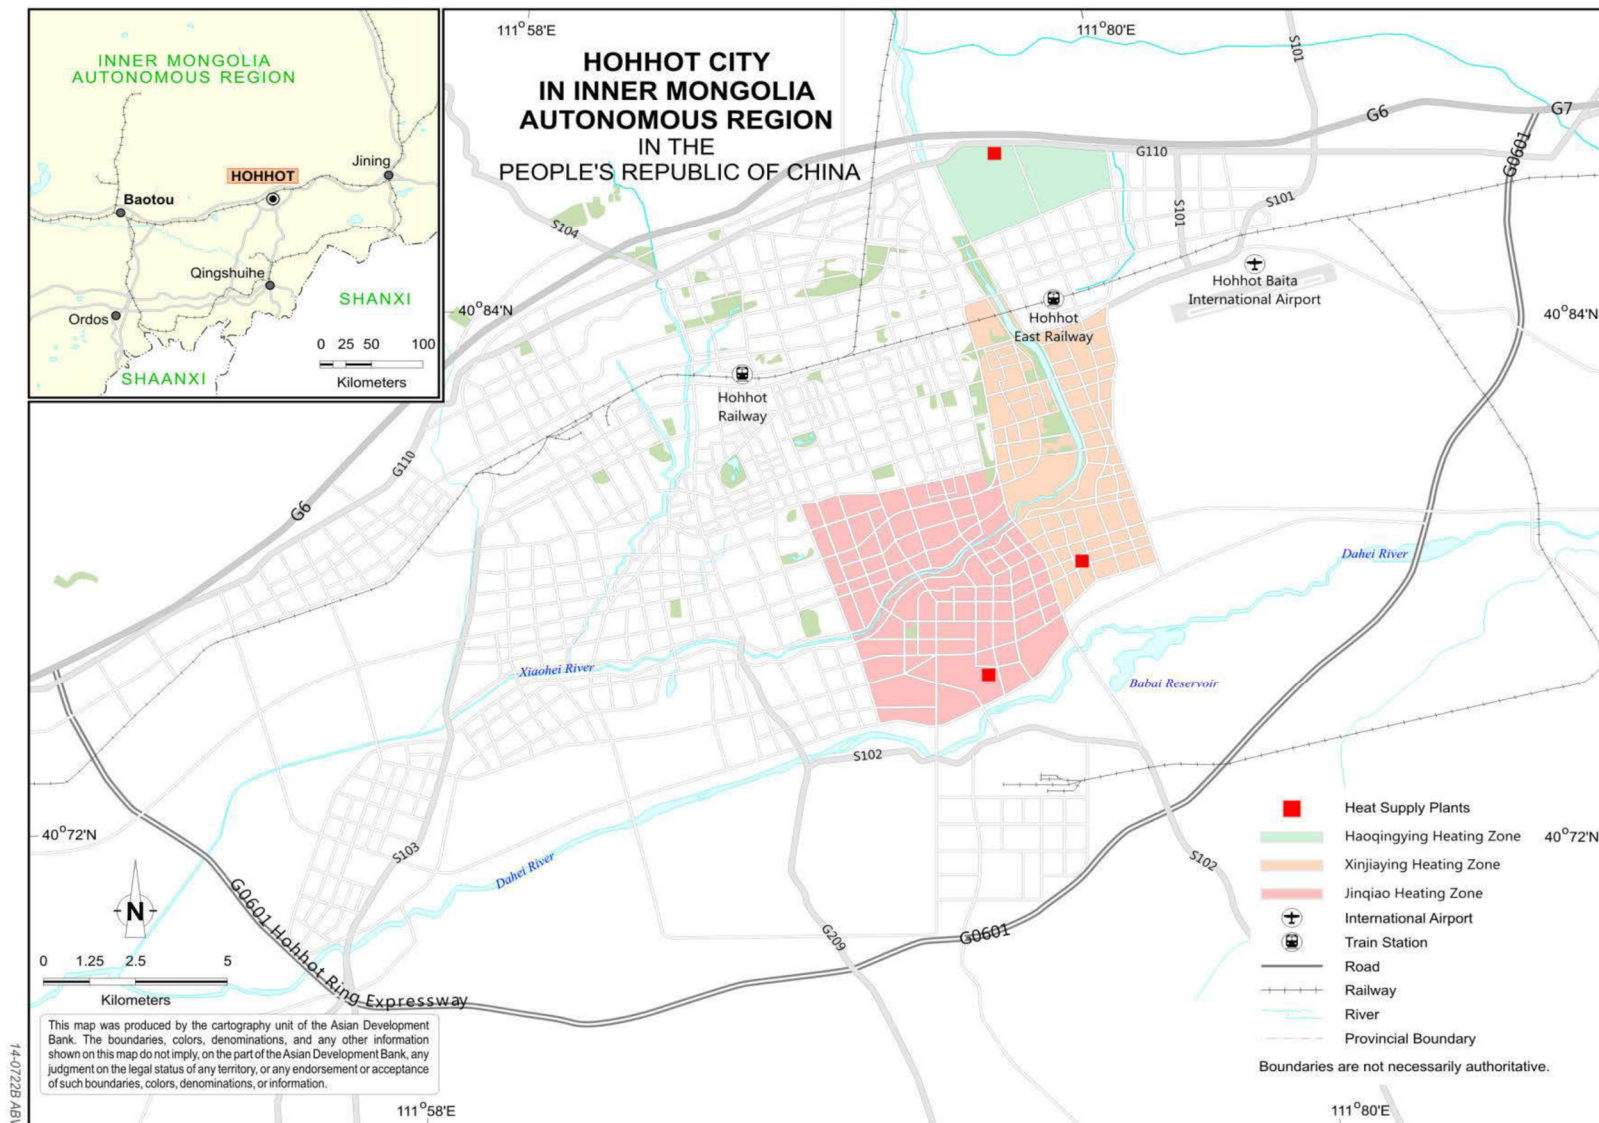 INNER MONGOLIA
AUTONOMOUS REGION
Jining
HOHHOT
Baotou
Qingshuihe
SHANXI
Ordos
0 25 50 100
Kilometers
SHAANXI
111°58'E
111°80'E
HOHHOT CITY
IN INNER MONGOLIA
AUTONOMOUS REGION
IN THE
PEOPLE'S REPUBLIC OF CHINA
S101
G6
G7
G110
G0601
S101
S101
S104
Hohhot Baita
International Airport
40°84'N
Hohhot
East Railway
40°84'N
Hohhot
Railway
G110
G6
Dahei River
Xiaohei River
Babai Reservoir
S102
40°72'N
S103
Dahei River
S102
G0601 Hohhot Ring Expressway
G209
G0601
N
0 1.25 2.5 5
Kilometers
Heat Supply Plants
Haoqingying Heating Zone
40°72'N
Xinjiaying Heating Zone
Jinqiao Heating Zone
International Airport
Train Station
Road
Railway
River
Provincial Boundary
Boundaries are not necessarily authoritative.
This map was produced by the cartography unit of the Asian Development
Bank. The boundaries, colors, denominations, and any other information
shown on this map do not imply, on the part of the Asian Development Bank, any
judgment on the legal status of any territory, or any endorsement or acceptance
of such boundaries, colors, denominations, or information.
14-0722B
111°58'E
111°80'E